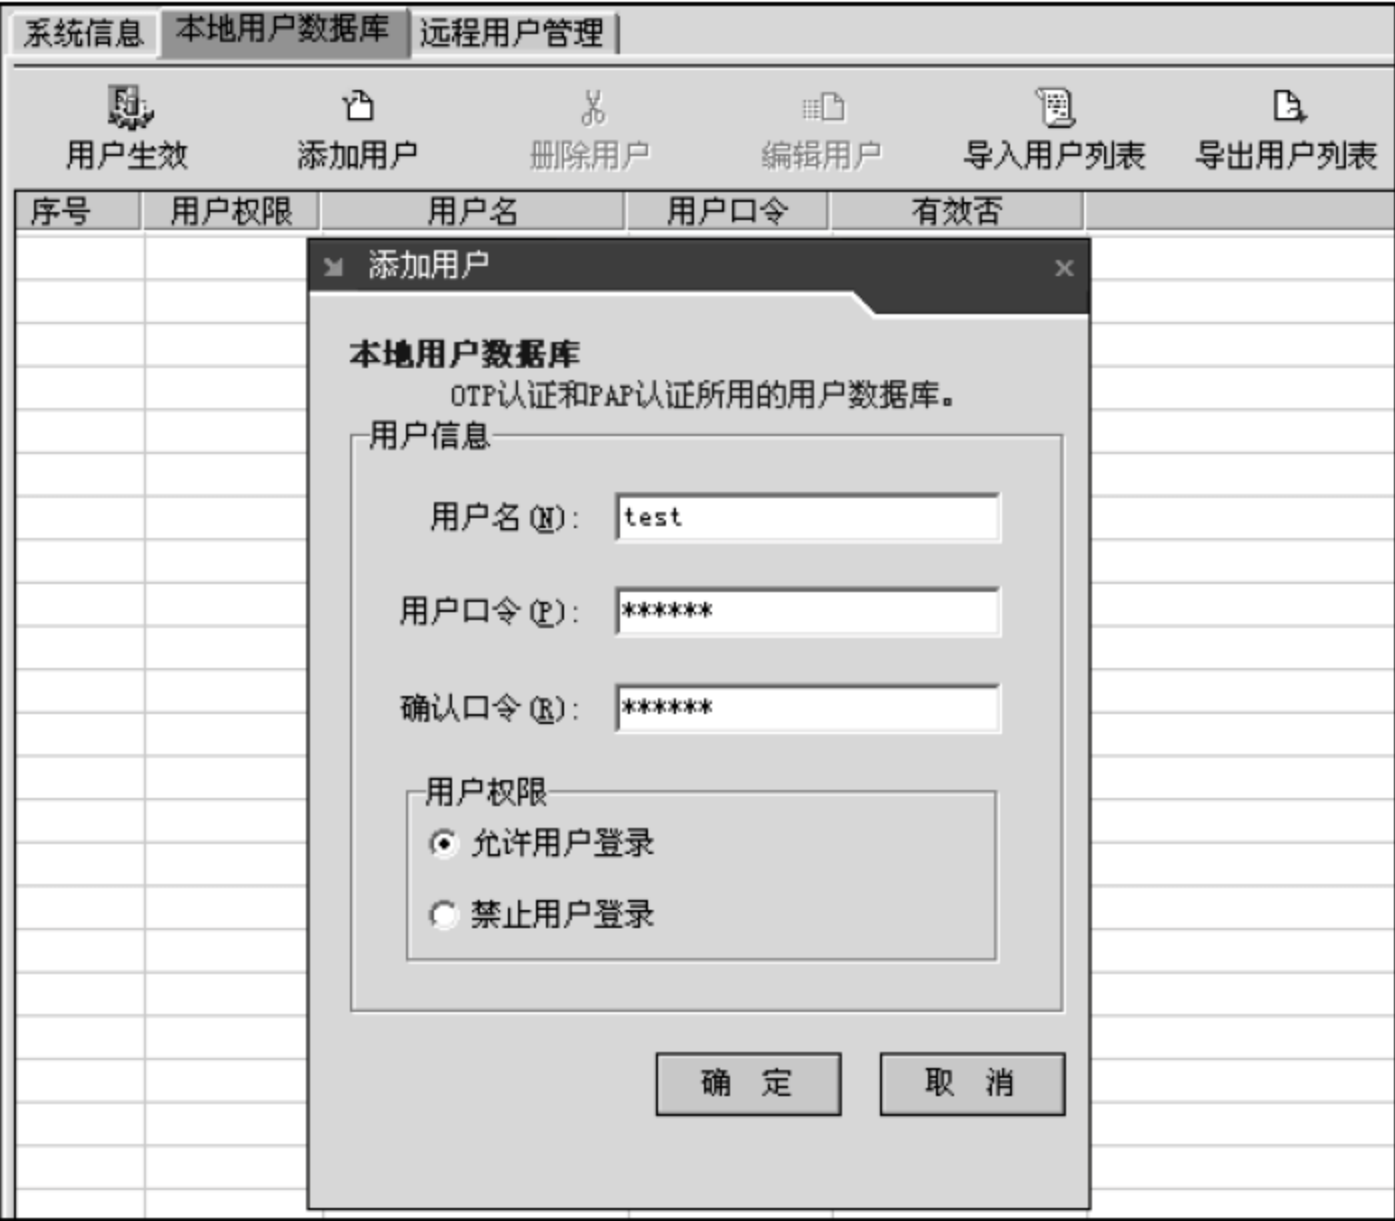 系统信息 本地用户数据库 远程用户管理
用户生效 添加用户 删除用户 编辑用户 导入用户列表 导出用户列表
序号 用户权限 用户名 用户口令 有效否
添加用户
本地用户数据库
OTP认证和PAP认证所用的用户数据库。
用户信息
用户名(N): test
用户口令(P): ******
确认口令(R): ******
用户权限
允许用户登录
禁止用户登录
确 定 取 消